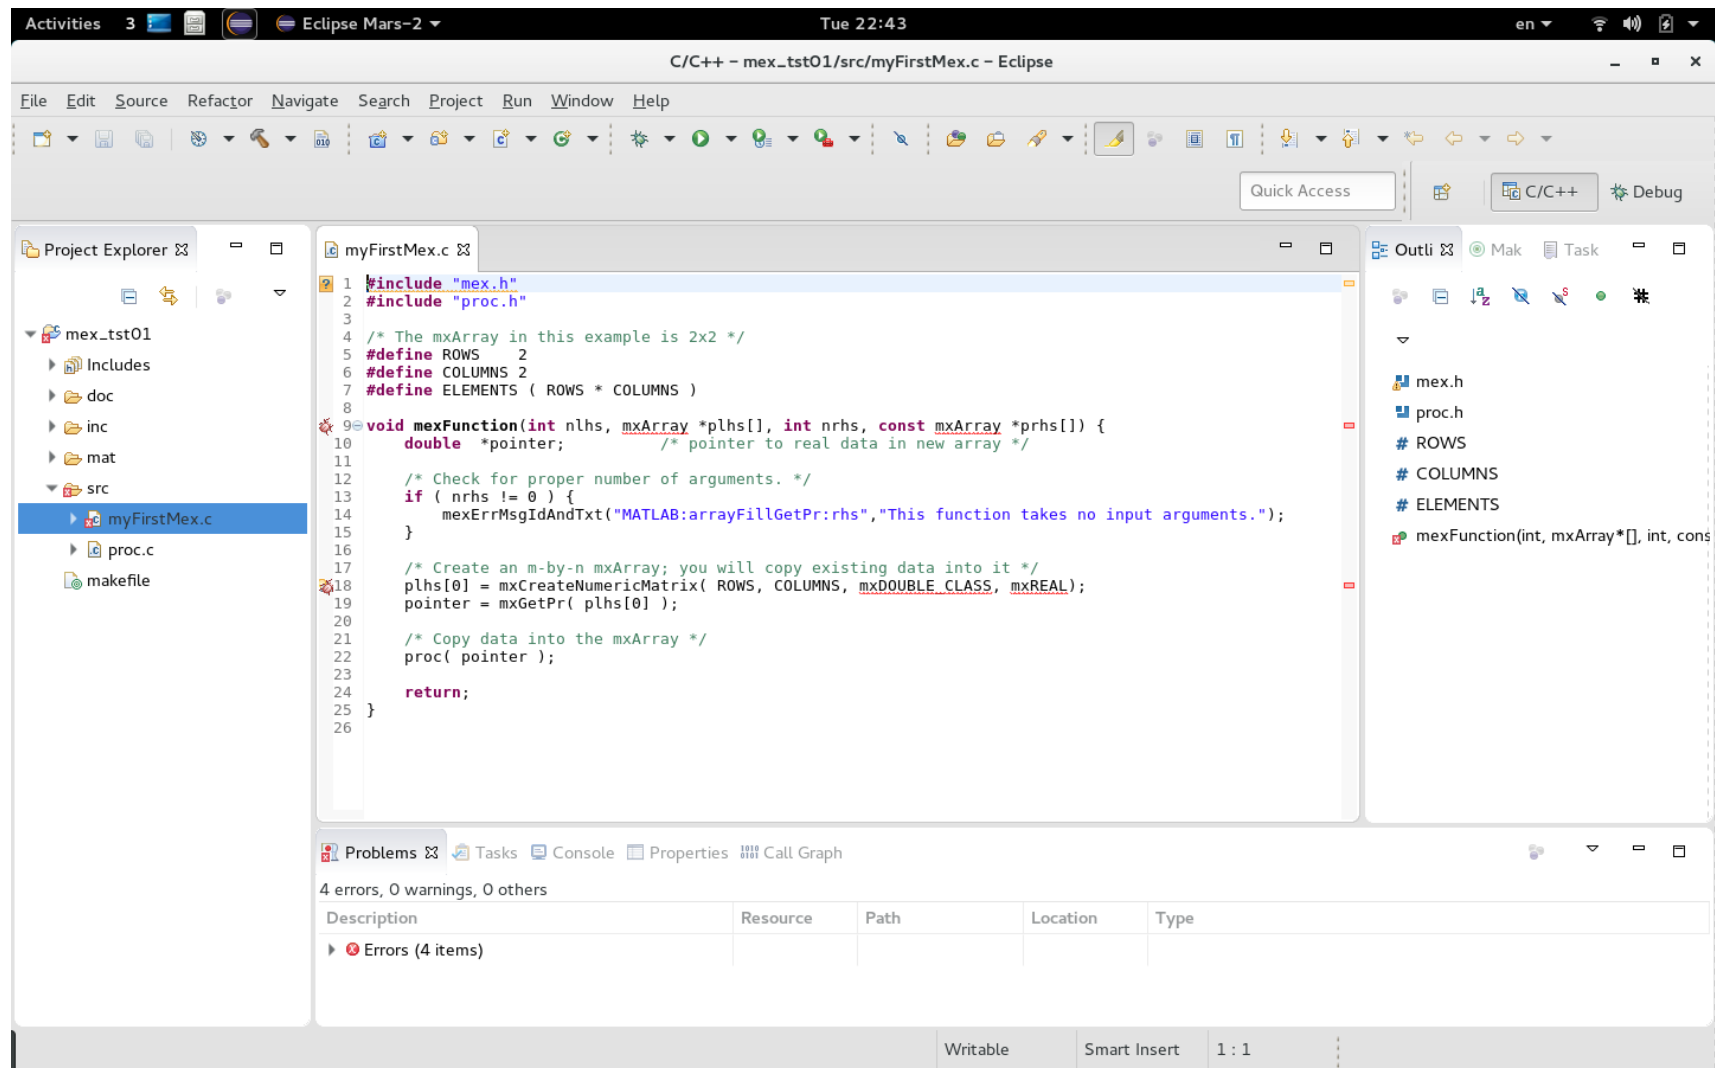 Activities 3 Eclipse Mars-2 Tue 22:43 en
C/C++ - mex_tst01/src/myFirstMex.c - Eclipse
File Edit Source Refactor Navigate Search Project Run Window Help
Quick Access C/C++ Debug
Project Explorer
mex_tst01
Includes
doc
inc
mat
src
myFirstMex.c
proc.c
makefile
myFirstMex.c
1 #include "mex.h"
2 #include "proc.h"
3
4 /* The mxArray in this example is 2x2 */
5 #define ROWS    2
6 #define COLUMNS 2
7 #define ELEMENTS ( ROWS * COLUMNS )
8
9 void mexFunction(int nlhs, mxArray *plhs[], int nrhs, const mxArray *prhs[]) {
10     double  *pointer;          /* pointer to real data in new array */
11
12     /* Check for proper number of arguments. */
13     if ( nrhs != 0 ) {
14         mexErrMsgIdAndTxt("MATLAB:arrayFillGetPr:rhs","This function takes no input arguments.");
15     }
16
17     /* Create an m-by-n mxArray; you will copy existing data into it */
18     plhs[0] = mxCreateNumericMatrix( ROWS, COLUMNS, mxDOUBLE_CLASS, mxREAL);
19     pointer = mxGetPr( plhs[0] );
20
21     /* Copy data into the mxArray */
22     proc( pointer );
23
24     return;
25 }
26
Outli Mak Task
mex.h
proc.h
# ROWS
# COLUMNS
# ELEMENTS
mexFunction(int, mxArray*[], int, cons
Problems Tasks Console Properties Call Graph
4 errors, 0 warnings, 0 others
Description Resource Path Location Type
Errors (4 items)
Writable Smart Insert 1 : 1